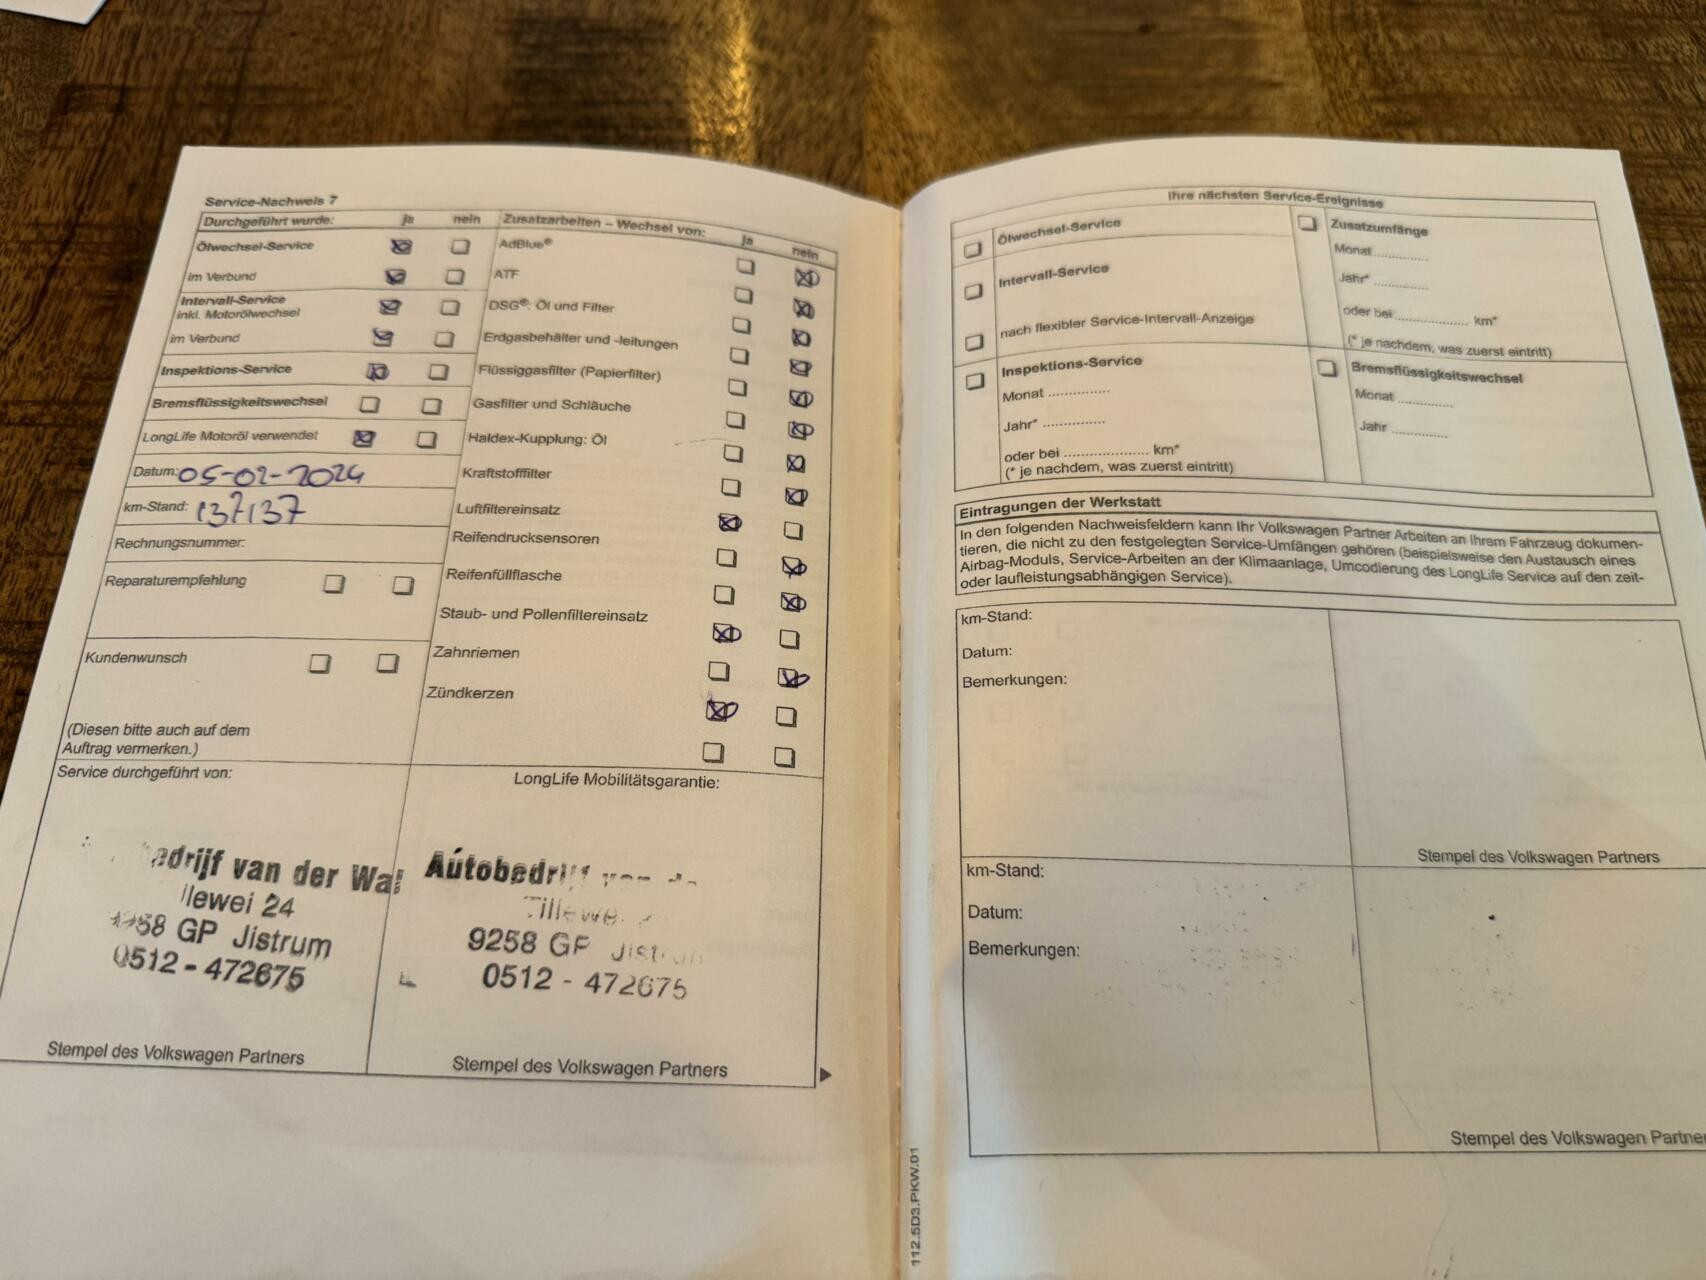 Service-Nachweis 7
Durchgeführt wurde: ja nein
Ölwechsel-Service
im Verbund
Intervall-Service
inkl. Motorölwechsel
im Verbund
Inspektions-Service
Bremsflüssigkeitswechsel
LongLife Motoröl verwendet
Datum: 05-02-2024
km-Stand: 137137
Rechnungsnummer:
Reparaturempfehlung
Kundenwunsch
(Diesen bitte auch auf dem
Auftrag vermerken.)
Zusatzarbeiten – Wechsel von: ja nein
AdBlue®
ATF
DSG®: Öl und Filter
Erdgasbehälter und -leitungen
Flüssiggasfilter (Papierfilter)
Gasfilter und Schläuche
Haldex-Kupplung: Öl
Kraftstofffilter
Luftfiltereinsatz
Reifendrucksensoren
Reifenfüllflasche
Staub- und Pollenfiltereinsatz
Zahnriemen
Zündkerzen
Service durchgeführt von:
edrijf van der Wal
llewei 24
9258 GP Jistrum
0512 - 472675
Stempel des Volkswagen Partners
LongLife Mobilitätsgarantie:
Autobedrijf van de
Tillewe
9258 GP Jistrum
0512 - 472675
Stempel des Volkswagen Partners
Ihre nächsten Service-Ereignisse
Ölwechsel-Service
Intervall-Service
nach flexibler Service-Intervall-Anzeige
Inspektions-Service
Monat ..............
Jahr* ..............
oder bei ................... km*
(* je nachdem, was zuerst eintritt)
Zusatzumfänge
Monat ..............
Jahr* ..............
oder bei ................... km*
(* je nachdem, was zuerst eintritt)
Bremsflüssigkeitswechsel
Monat ..............
Jahr ..............
Eintragungen der Werkstatt
In den folgenden Nachweisfeldern kann Ihr Volkswagen Partner Arbeiten an Ihrem Fahrzeug dokumen-
tieren, die nicht zu den festgelegten Service-Umfängen gehören (beispielsweise den Austausch eines
Airbag-Moduls, Service-Arbeiten an der Klimaanlage, Umcodierung des LongLife Service auf den zeit-
oder laufleistungsabhängigen Service).
km-Stand:
Datum:
Bemerkungen:
Stempel des Volkswagen Partners
km-Stand:
Datum:
Bemerkungen:
Stempel des Volkswagen Partne
112.5D3.PKW.01